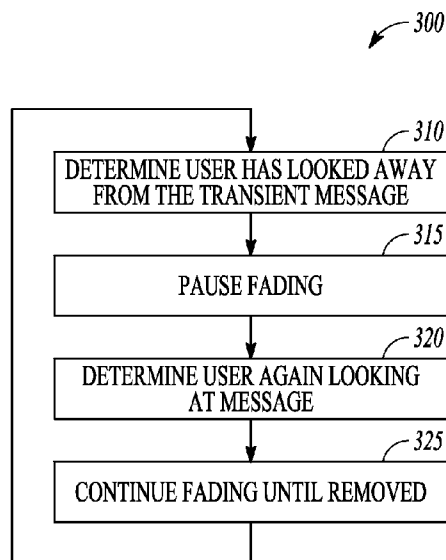 300
310
DETERMINE USER HAS LOOKED AWAY
FROM THE TRANSIENT MESSAGE
315
PAUSE FADING
320
DETERMINE USER AGAIN LOOKING
AT MESSAGE
325
CONTINUE FADING UNTIL REMOVED